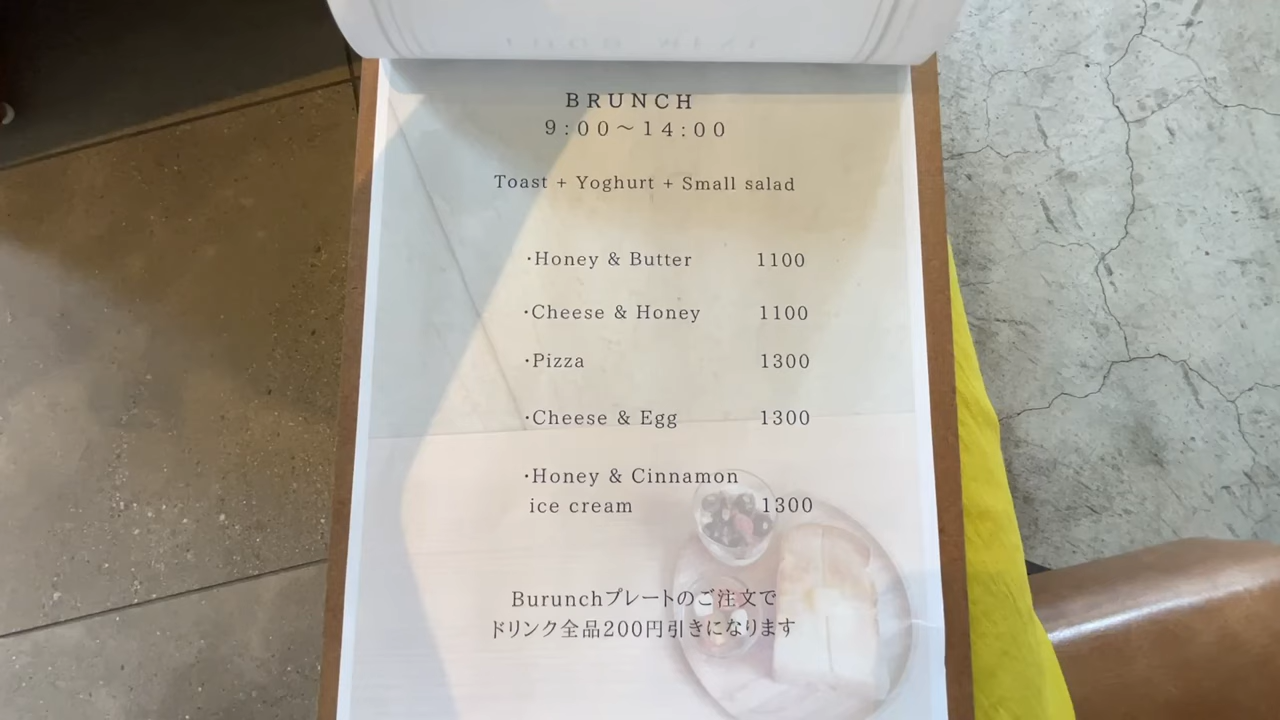 BRUNCH
9:00～14:00
Toast + Yoghurt + Small salad
・Honey & Butter 1100
・Cheese & Honey 1100
・Pizza 1300
・Cheese & Egg 1300
・Honey & Cinnamon
ice cream 1300
Burunchプレートのご注文で
ドリンク全品200円引きになります